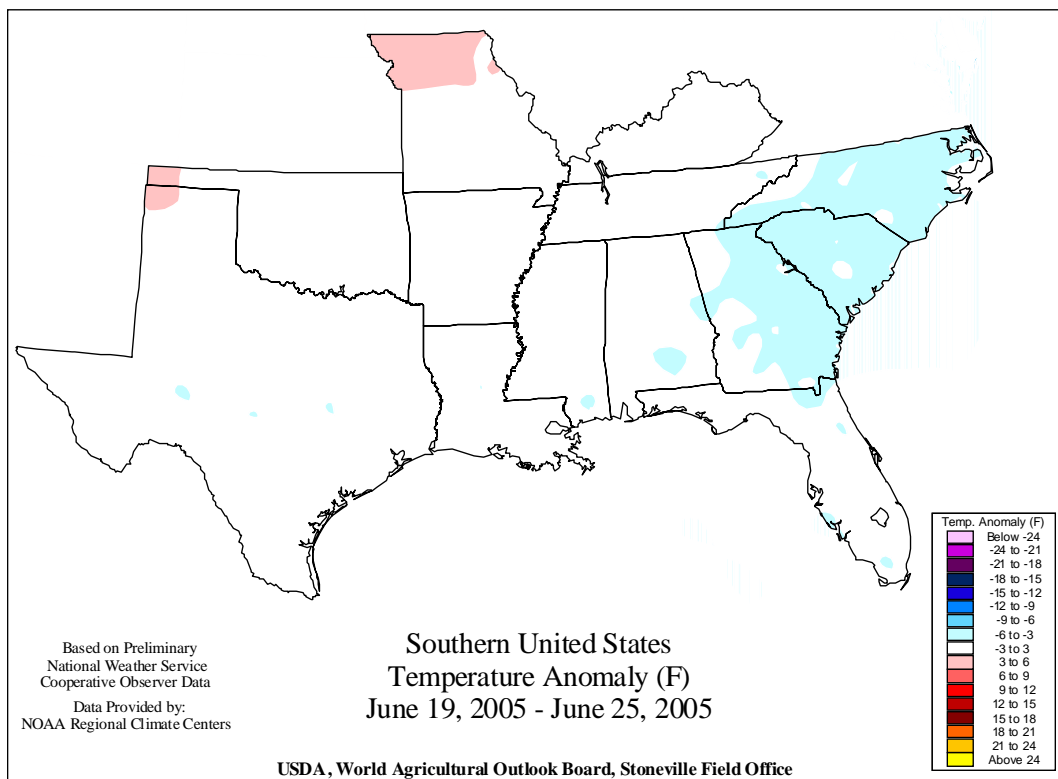 Temp. Anomaly (F)
Below -24
-24 to -21
-21 to -18
-18 to -15
-15 to -12
-12 to -9
-9 to -6
-6 to -3
-3 to 3
3 to 6
6 to 9
9 to 12
12 to 15
15 to 18
18 to 21
21 to 24
Above 24
Based on Preliminary
National Weather Service
Cooperative Observer Data
Data Provided by:
NOAA Regional Climate Centers
Southern United States
Temperature Anomaly (F)
June 19, 2005 - June 25, 2005
USDA, World Agricultural Outlook Board, Stoneville Field Office